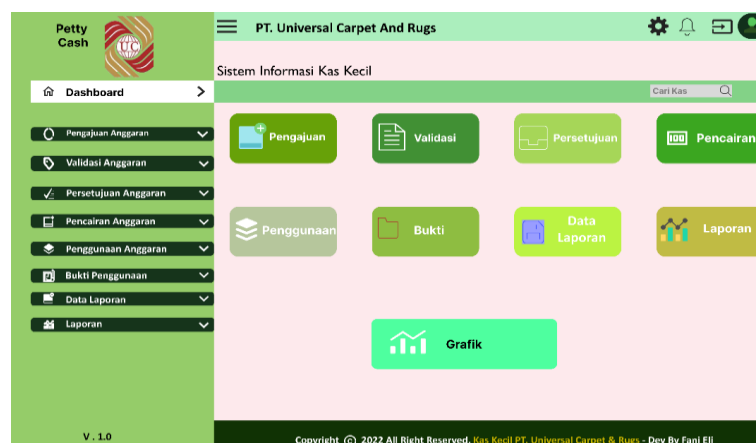 Petty
Cash
UC
PT. Universal Carpet And Rugs
Sistem Informasi Kas Kecil
Dashboard
Cari Kas
Pengajuan Anggaran
Validasi Anggaran
Persetujuan Anggaran
Pencairan Anggaran
Penggunaan Anggaran
Bukti Penggunaan
Data Laporan
Laporan
Pengajuan
Validasi
Persetujuan
100
Pencairan
Penggunaan
Bukti
Data
Laporan
Laporan
Grafik
V . 1.0
Copyright © 2022 All Right Reserved. Kas Kecil PT. Universal Carpet & Rugs - Dev By Fani Eli